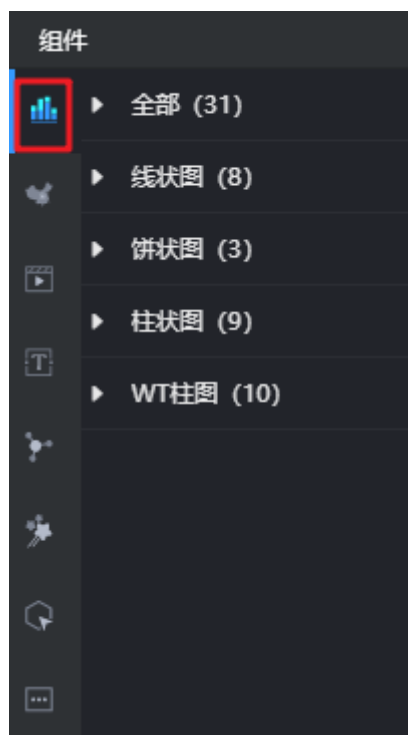 组件
全部 (31)
线状图 (8)
饼状图 (3)
柱状图 (9)
T
WT柱图 (10)